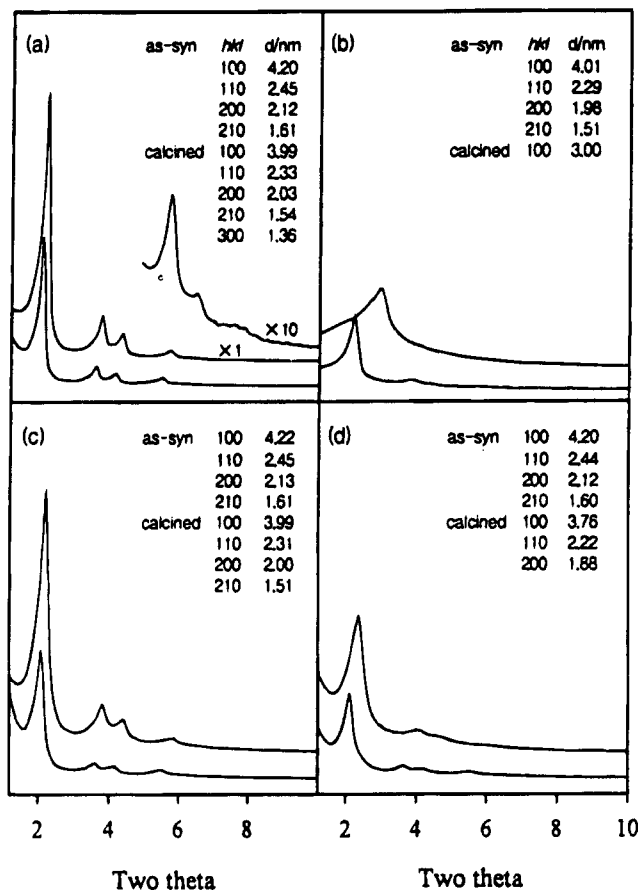 (a) as-syn hkl d/nm
100 4.20
110 2.45
200 2.12
210 1.61
calcined 100 3.99
110 2.33
200 2.03
210 1.54
300 1.36
×10
×1
(b) as-syn hkl d/nm
100 4.01
110 2.29
200 1.98
210 1.51
calcined 100 3.00
(c) as-syn 100 4.22
110 2.45
200 2.13
210 1.61
calcined 100 3.99
110 2.31
200 2.00
210 1.51
(d) as-syn 100 4.20
110 2.44
200 2.12
210 1.60
calcined 100 3.76
110 2.22
200 1.88
2 4 6 8
2 4 6 8 10
Two theta
Two theta